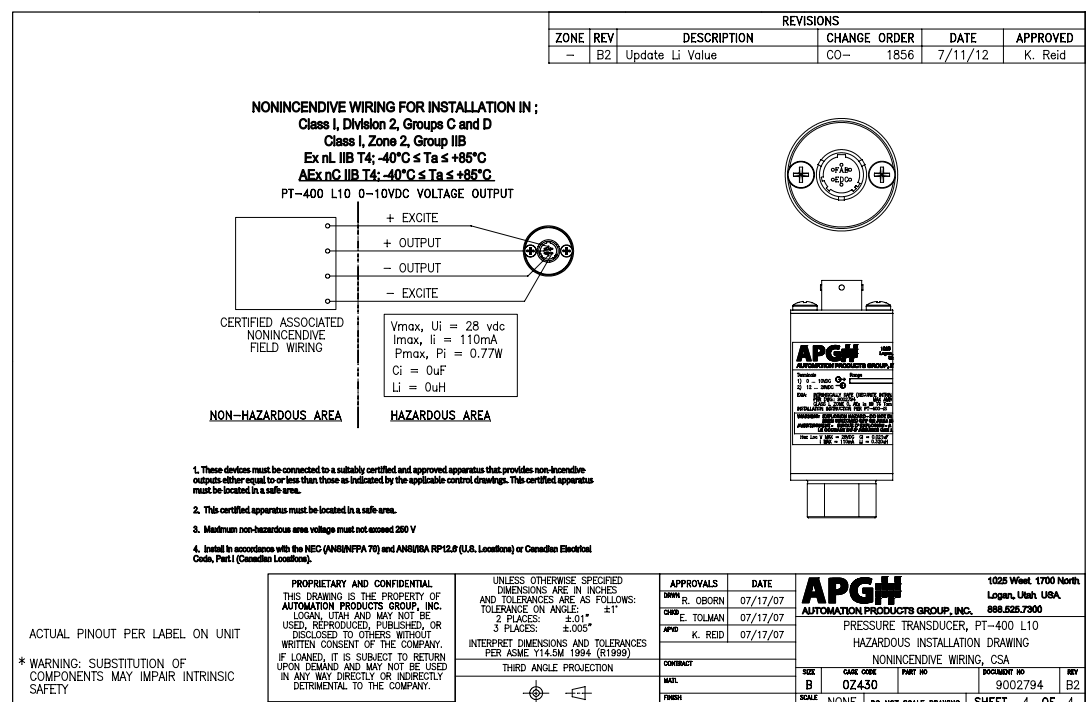 REVISIONS
ZONE REV DESCRIPTION CHANGE ORDER DATE APPROVED
– B2 Update Li Value CO– 1856 7/11/12 K. Reid
NONINCENDIVE WIRING FOR INSTALLATION IN ;
Class I, Division 2, Groups C and D
Class I, Zone 2, Group IIB
Ex nL IIB T4; -40°C ≤ Ta ≤ +85°C
AEx nC IIB T4; -40°C ≤ Ta ≤ +85°C
PT-400 L10 0-10VDC VOLTAGE OUTPUT
+ EXCITE
+ OUTPUT
– OUTPUT
– EXCITE
CERTIFIED ASSOCIATED
NONINCENDIVE
FIELD WIRING
Vmax, Ui = 28 vdc
Imax, Ii = 110mA
Pmax, Pi = 0.77W
Ci = 0uF
Li = 0uH
NON-HAZARDOUS AREA
HAZARDOUS AREA
FAB
EDC
APG
AUTOMATION PRODUCTS GROUP, I
1. These devices must be connected to a suitably certified and approved apparatus that provides non-incendive
outputs either equal to or less than those as indicated by the applicable control drawings. This certified apparatus
must be located in a safe area.
2. This certified apparatus must be located in a safe area.
3. Maximum non-hazardous area voltage must not exceed 250 V
4. Install in accordance with the NEC (ANSI/NFPA 70) and ANSI/ISA RP12.6 (U.S. Locations) or Canadian Electrical
Code, Part I (Canadian Locations).
ACTUAL PINOUT PER LABEL ON UNIT
* WARNING: SUBSTITUTION OF
COMPONENTS MAY IMPAIR INTRINSIC
SAFETY
PROPRIETARY AND CONFIDENTIAL
THIS DRAWING IS THE PROPERTY OF
AUTOMATION PRODUCTS GROUP, INC.
LOGAN, UTAH AND MAY NOT BE
USED, REPRODUCED, PUBLISHED, OR
DISCLOSED TO OTHERS WITHOUT
WRITTEN CONSENT OF THE COMPANY.
IF LOANED, IT IS SUBJECT TO RETURN
UPON DEMAND AND MAY NOT BE USED
IN ANY WAY DIRECTLY OR INDIRECTLY
DETRIMENTAL TO THE COMPANY.
UNLESS OTHERWISE SPECIFIED
DIMENSIONS ARE IN INCHES
AND TOLERANCES ARE AS FOLLOWS:
TOLERANCE ON ANGLE: ±1°
2 PLACES: ±.01"
3 PLACES: ±.005"
INTERPRET DIMENSIONS AND TOLERANCES
PER ASME Y14.5M 1994 (R1999)
THIRD ANGLE PROJECTION
APPROVALS DATE
DRWN R. OBORN 07/17/07
CHKD E. TOLMAN 07/17/07
APVD K. REID 07/17/07
CONTRACT
MATL
FINISH
APG
AUTOMATION PRODUCTS GROUP, INC.
1025 West 1700 North
Logan, Utah USA
888.525.7300
PRESSURE TRANSDUCER, PT-400 L10
HAZARDOUS INSTALLATION DRAWING
NONINCENDIVE WIRING, CSA
SIZE CAGE CODE PART NO DOCUMENT NO REV
B 0Z430 9002794 B2
SCALE NONE DO NOT SCALE DRAWING SHEET 4 OF 4